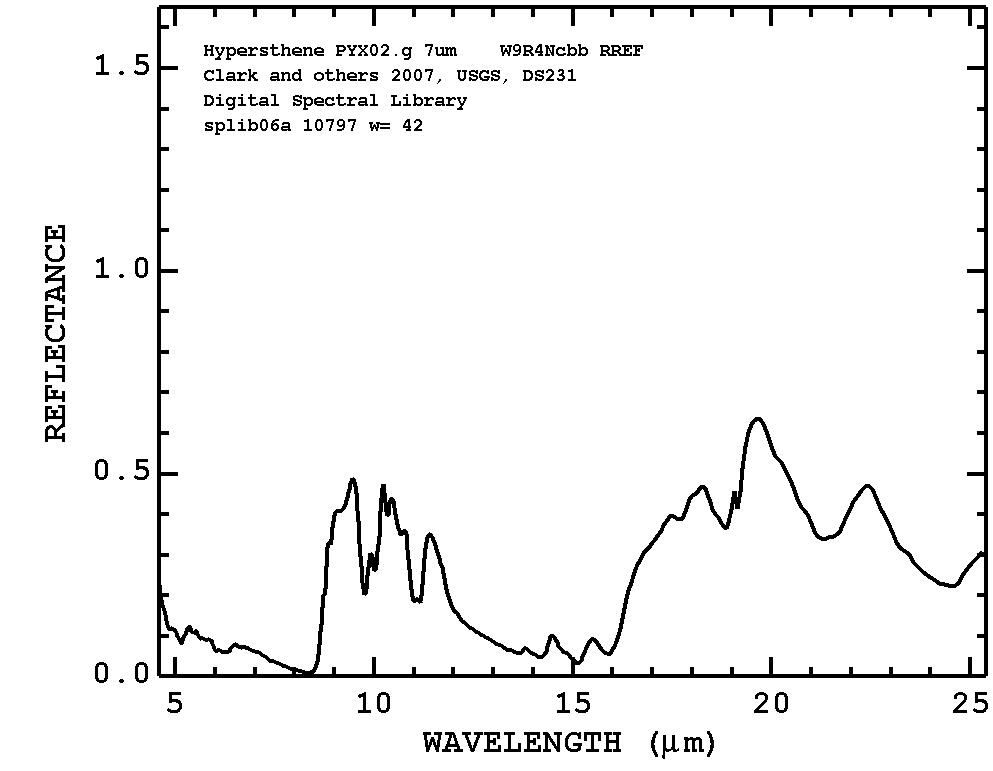 Hypersthene PYX02.g 7um W9R4Ncbb RREF
Clark and others 2007, USGS, DS231
Digital Spectral Library
splib06a 10797 w= 42
1.5
1.0
0.5
0.0
REFLECTANCE
5 10 15 20 25
WAVELENGTH (μm)